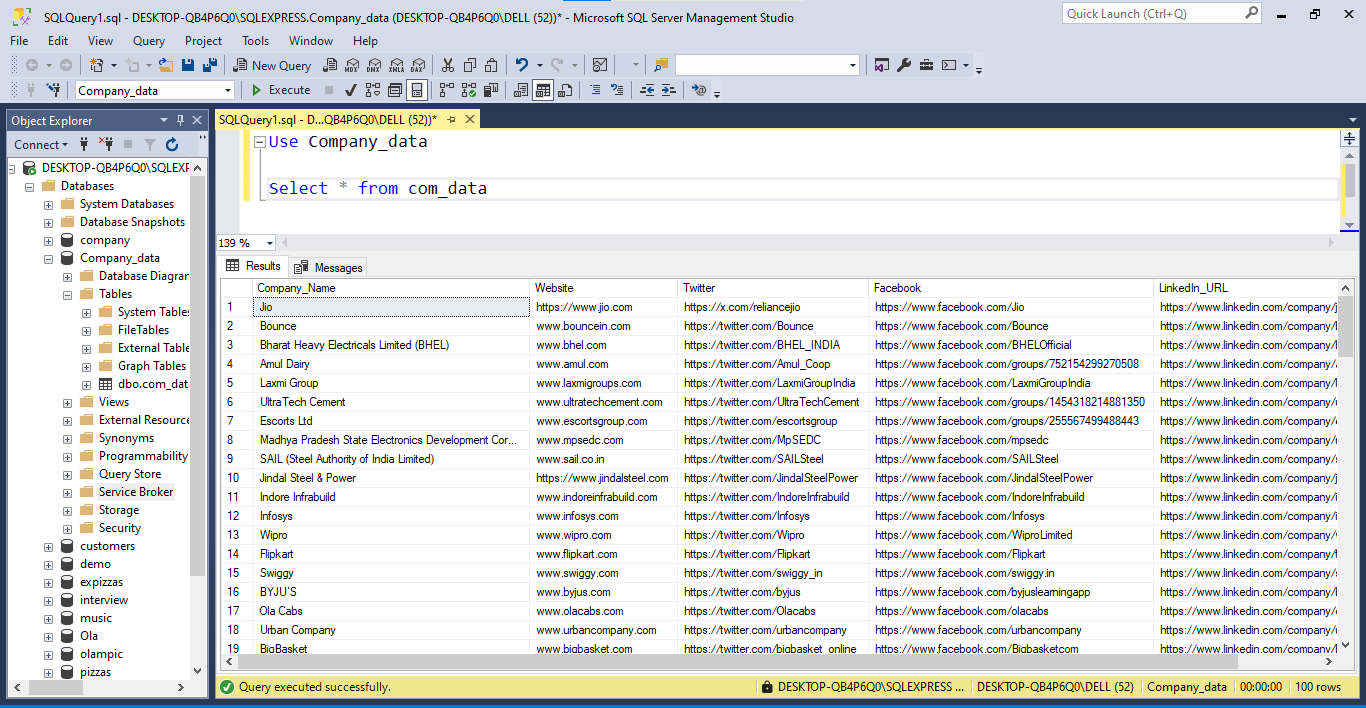 SQLQuery1.sql - DESKTOP-QB4P6Q0\SQLEXPRESS.Company_data (DESKTOP-QB4P6Q0\DELL (52))* - Microsoft SQL Server Management Studio
Quick Launch (Ctrl+Q)
File Edit View Query Project Tools Window Help
New Query MDX DMX XMLA DAX
Company_data Execute
Object Explorer
Connect
DESKTOP-QB4P6Q0\SQLEXPR
Databases
System Databases
Database Snapshots
company
Company_data
Database Diagran
Tables
System Tables
FileTables
External Table
Graph Tables
dbo.com_dat
Views
External Resource
Synonyms
Programmability
Query Store
Service Broker
Storage
Security
customers
demo
expizzas
interview
music
Ola
olampic
pizzas
SQLQuery1.sql - D...QB4P6Q0\DELL (52))*
Use Company_data
Select * from com_data
139 %
Results Messages
Company_Name Website Twitter Facebook LinkedIn_URL
1 Jio https://www.jio.com https://x.com/reliancejio https://www.facebook.com/Jio https://www.linkedin.com/company/j
2 Bounce www.bouncein.com https://twitter.com/Bounce https://www.facebook.com/Bounce https://www.linkedin.com/company/
3 Bharat Heavy Electricals Limited (BHEL) www.bhel.com https://twitter.com/BHEL_INDIA https://www.facebook.com/BHELOfficial https://www.linkedin.com/company/
4 Amul Dairy www.amul.com https://twitter.com/Amul_Coop https://www.facebook.com/groups/752154299270508 https://www.linkedin.com/company/
5 Laxmi Group www.laxmigroups.com https://twitter.com/LaxmiGroupIndia https://www.facebook.com/LaxmiGroupIndia https://www.linkedin.com/company/
6 UltraTech Cement www.ultratechcement.com https://twitter.com/UltraTechCement https://www.facebook.com/groups/1454318214881350 https://www.linkedin.com/company/
7 Escorts Ltd www.escortsgroup.com https://twitter.com/escortsgroup https://www.facebook.com/groups/255567499488443 https://www.linkedin.com/company/
8 Madhya Pradesh State Electronics Development Cor... www.mpsedc.com https://twitter.com/MpSEDC https://www.facebook.com/mpsedc https://www.linkedin.com/company/
9 SAIL (Steel Authority of India Limited) www.sail.co.in https://twitter.com/SAILSteel https://www.facebook.com/SAILSteel https://www.linkedin.com/company/
10 Jindal Steel & Power https://www.jindalsteel.com https://twitter.com/JindalSteelPower https://www.facebook.com/JindalSteelPower https://www.linkedin.com/company/
11 Indore Infrabuild www.indoreinfrabuild.com https://twitter.com/IndoreInfrabuild https://www.facebook.com/IndoreInfrabuild https://www.linkedin.com/company/
12 Infosys www.infosys.com https://twitter.com/Infosys https://www.facebook.com/Infosys https://www.linkedin.com/company/
13 Wipro www.wipro.com https://twitter.com/Wipro https://www.facebook.com/WiproLimited https://www.linkedin.com/company/
14 Flipkart www.flipkart.com https://twitter.com/Flipkart https://www.facebook.com/Flipkart https://www.linkedin.com/company/
15 Swiggy www.swiggy.com https://twitter.com/swiggy_in https://www.facebook.com/swiggy.in https://www.linkedin.com/company/
16 BYJU'S www.byjus.com https://twitter.com/byjus https://www.facebook.com/byjuslearningapp https://www.linkedin.com/company/
17 Ola Cabs www.olacabs.com https://twitter.com/Olacabs https://www.facebook.com/olacabs https://www.linkedin.com/company/
18 Urban Company www.urbancompany.com https://twitter.com/urbancompany https://www.facebook.com/urbancompany https://www.linkedin.com/company/
19 BigBasket www.bigbasket.com https://twitter.com/bigbasket_online https://www.facebook.com/Bigbasketcom https://www.linkedin.com/company/
Query executed successfully. DESKTOP-QB4P6Q0\SQLEXPRESS ... DESKTOP-QB4P6Q0\DELL (52) Company_data 00:00:00 100 rows